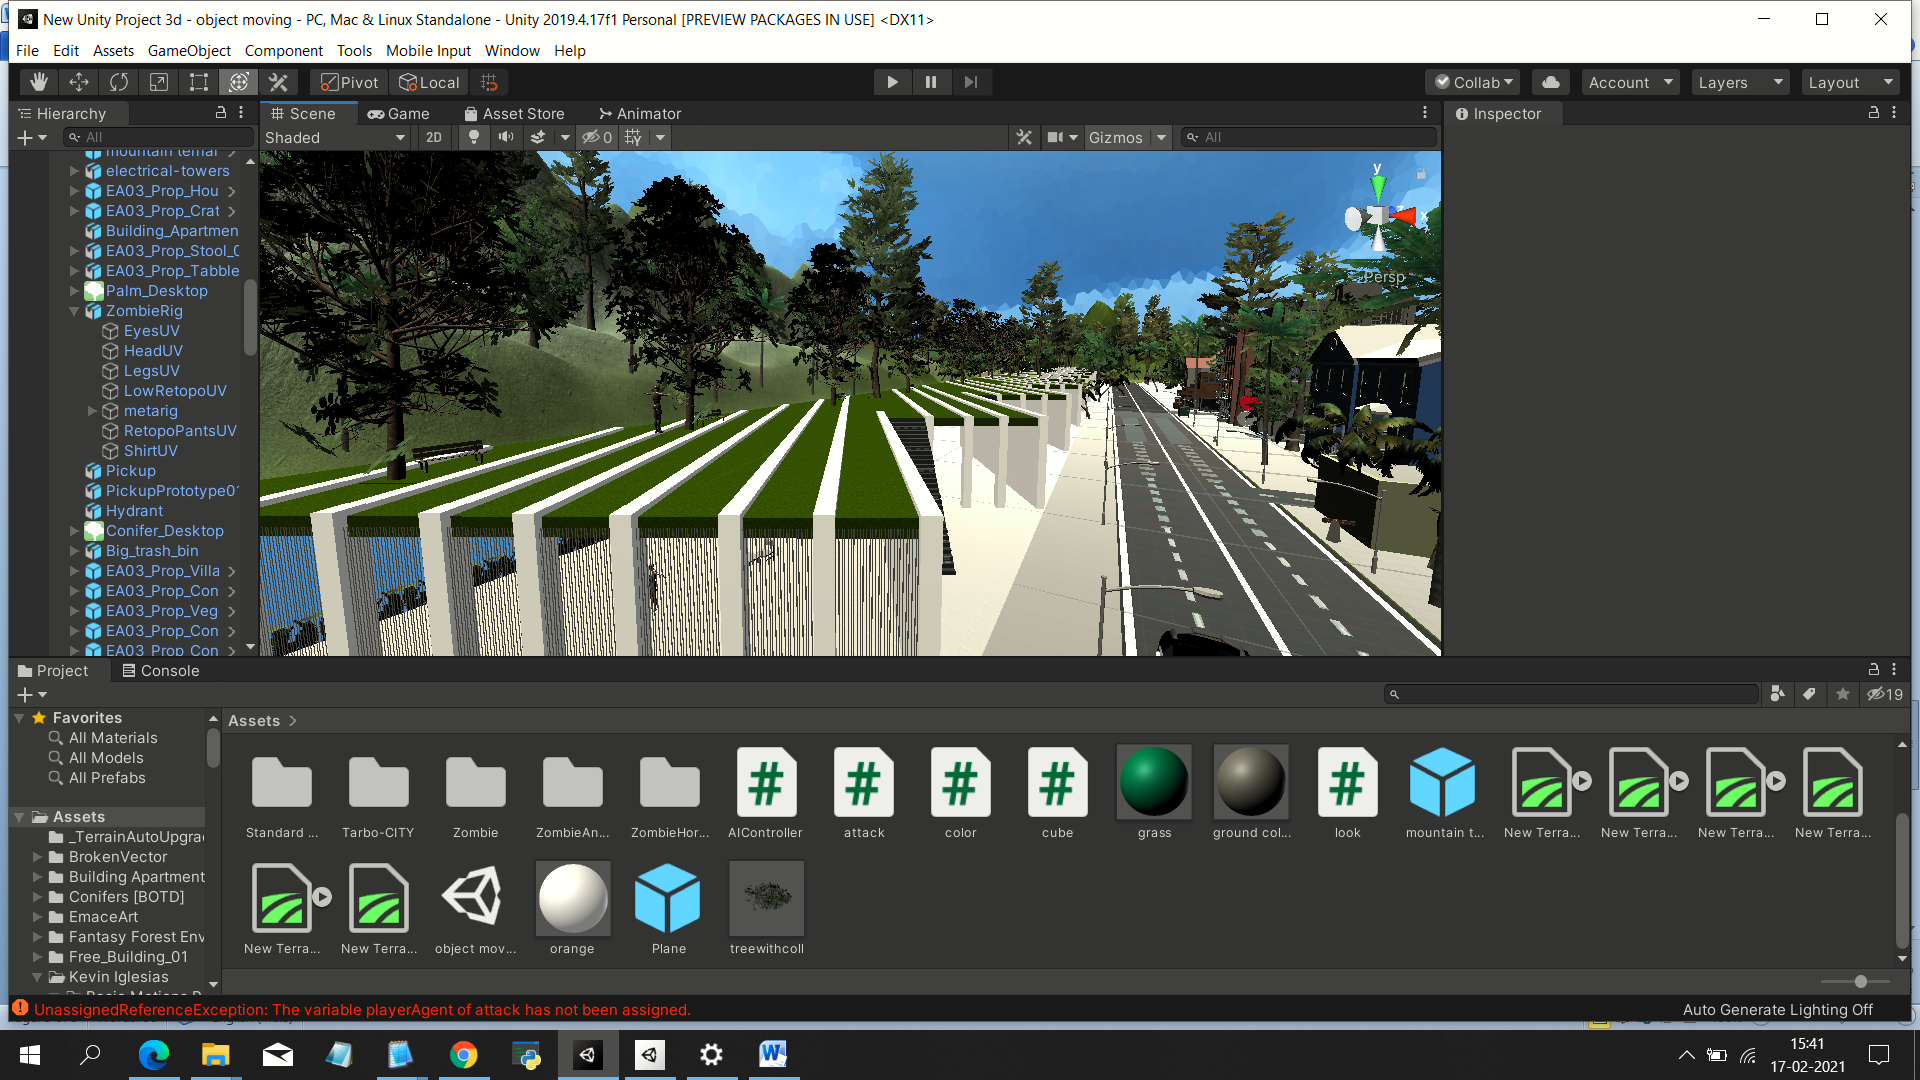 New Unity Project 3d - object moving - PC, Mac & Linux Standalone - Unity 2019.4.17f1 Personal [PREVIEW PACKAGES IN USE] <DX11>
File Edit Assets GameObject Component Tools Mobile Input Window Help
Pivot Local Collab Account Layers Layout
Hierarchy Scene Game Asset Store Animator Inspector
All Shaded 2D 0 Gizmos All
mountain terrai
electrical-towers
EA03_Prop_Hou
EA03_Prop_Crat
Building_Apartmen
EA03_Prop_Stool_0
EA03_Prop_Tabble
Palm_Desktop
ZombieRig
EyesUV
HeadUV
LegsUV
LowRetopoUV
metarig
RetopoPantsUV
ShirtUV
Pickup
PickupPrototype01
Hydrant
Conifer_Desktop
Big_trash_bin
EA03_Prop_Villa
EA03_Prop_Con
EA03_Prop_Veg
EA03_Prop_Con
EA03_Prop_Con
y
x
z
Persp
Project Console
19
Favorites
All Materials
All Models
All Prefabs
Assets
_TerrainAutoUpgrad
BrokenVector
Building Apartment
Conifers [BOTD]
EmaceArt
Fantasy Forest Env
Free_Building_01
Kevin Iglesias
Assets
Standard ... Tarbo-CITY Zombie ZombieAn... ZombieHor... AIController attack color cube grass ground col... look mountain t... New Terra... New Terra... New Terra... New Terra...
New Terra... New Terra... object mov... orange Plane treewithcoll
UnassignedReferenceException: The variable playerAgent of attack has not been assigned.
Auto Generate Lighting Off
15:41
17-02-2021